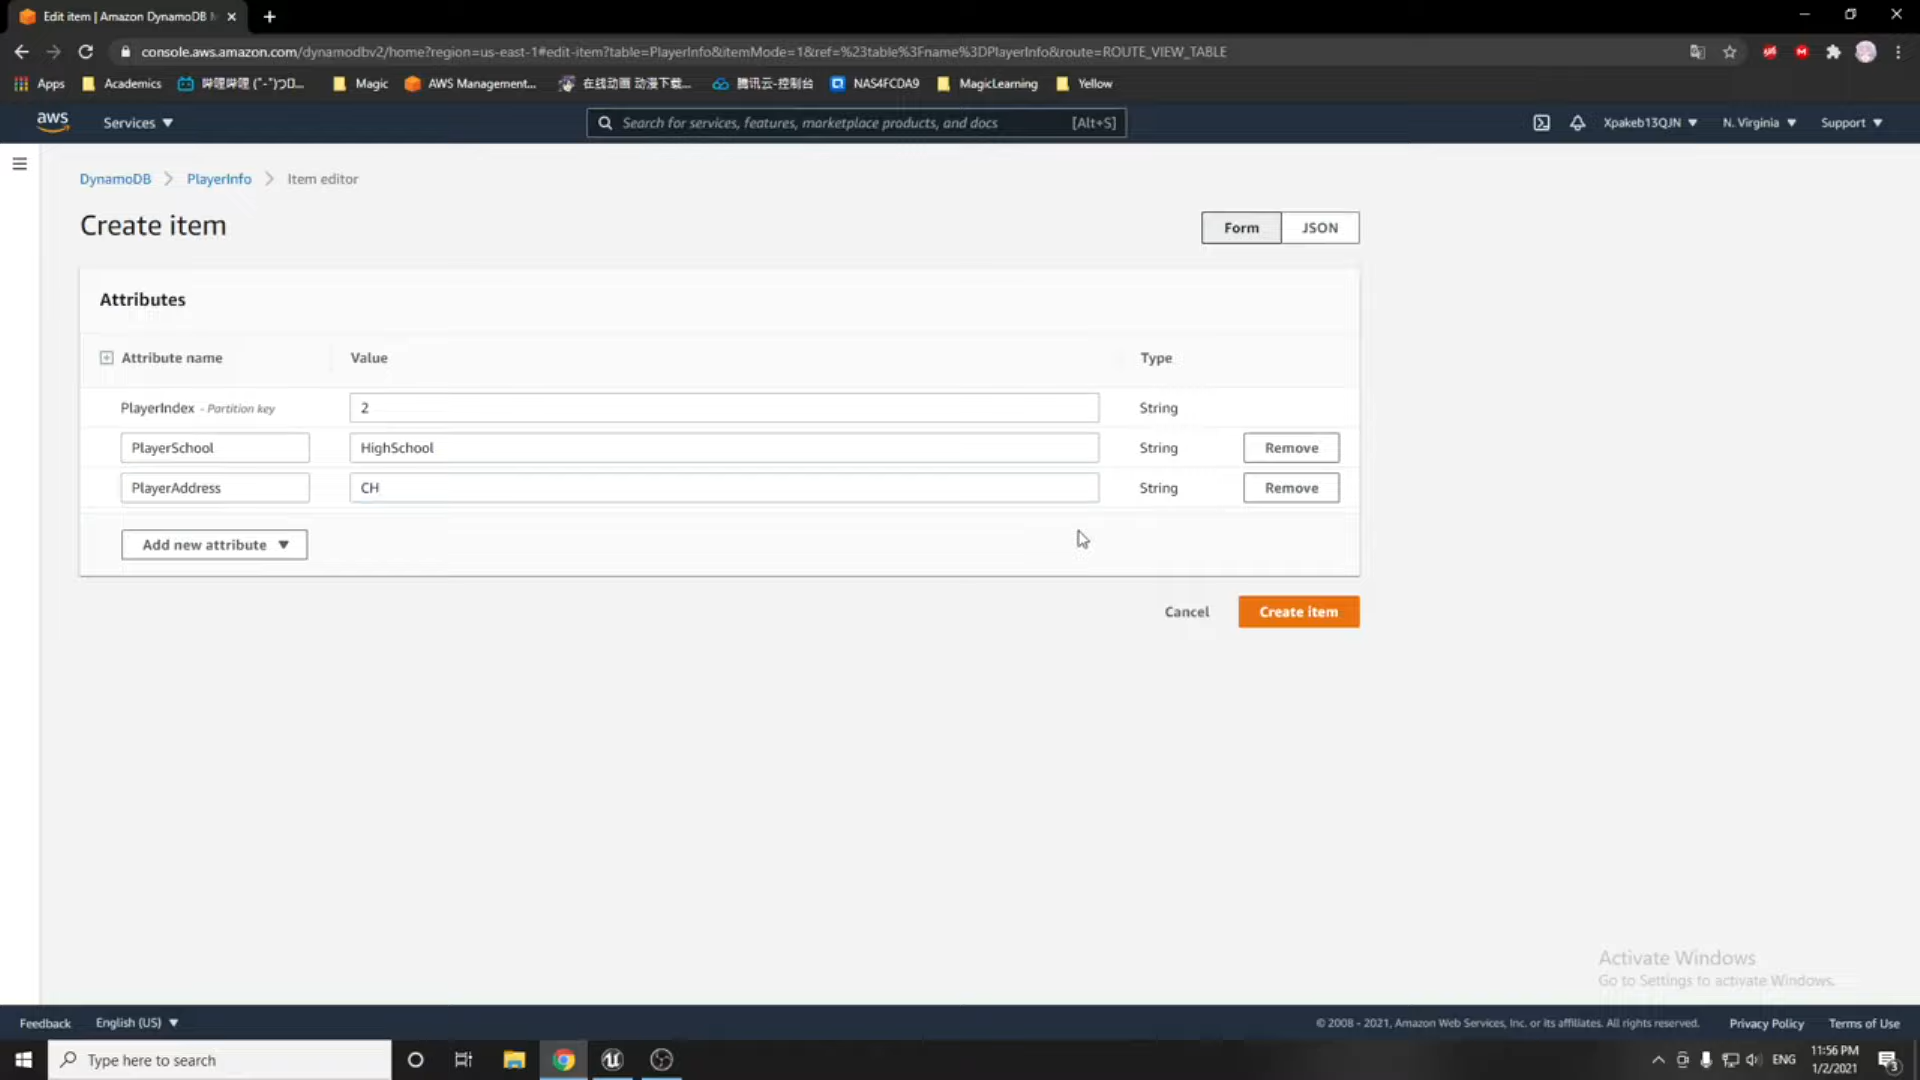 Edit item | Amazon DynamoDB
console.aws.amazon.com/dynamodbv2/home?region=us-east-1#edit-item?table=PlayerInfo&itemMode=1&ref=%23table%3Fname%3DPlayerInfo&route=ROUTE_VIEW_TABLE
Apps Academics Magic AWS Management... 在线动画 动漫下载... 腾讯云-控制台 NAS4FCDA9 MagicLearning Yellow
aws Services Search for services, features, marketplace products, and docs [Alt+S] Xpakeb13QJN N. Virginia Support
DynamoDB PlayerInfo Item editor
Create item Form JSON
Attributes
Attribute name Value Type
PlayerIndex - Partition key 2 String
PlayerSchool HighSchool String Remove
PlayerAddress CH String Remove
Add new attribute
Cancel Create item
Activate Windows
Go to Settings to activate Windows.
Feedback English (US) © 2008 - 2021, Amazon Web Services, Inc. or its affiliates. All rights reserved. Privacy Policy Terms of Use
Type here to search ENG 11:56 PM
1/2/2021 3